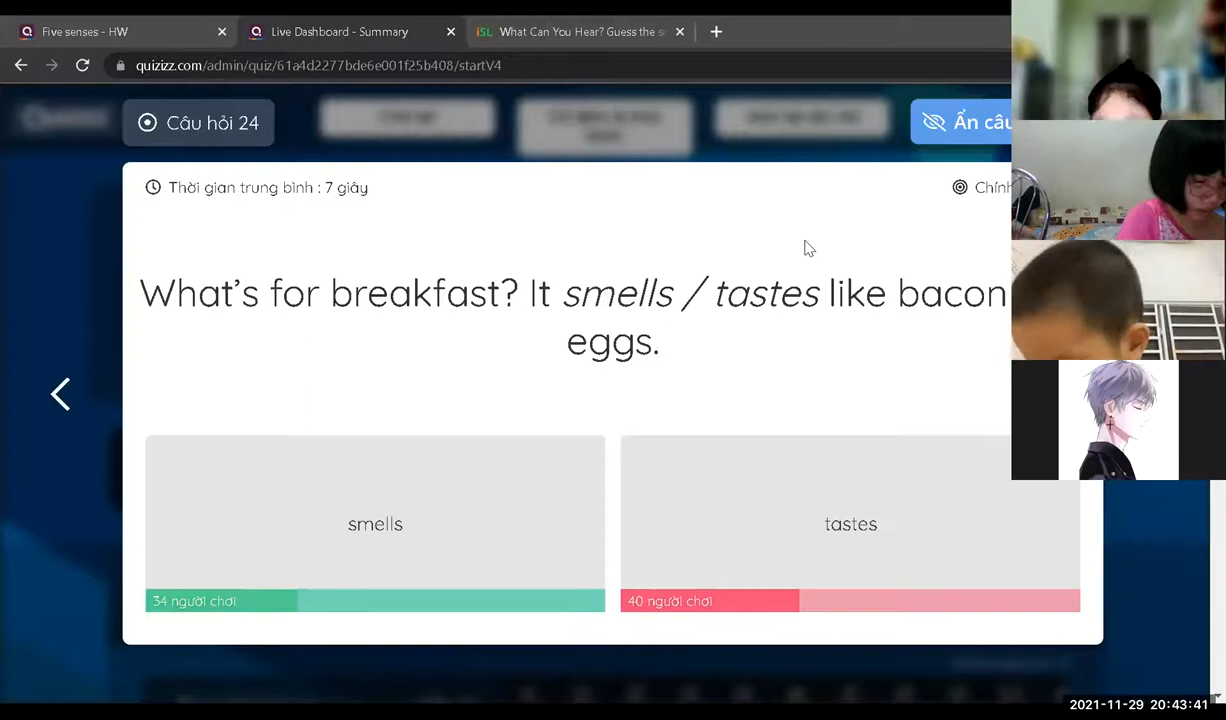 Five senses - HW
Live Dashboard - Summary
iSL What Can You Hear? Guess the s
quizizz.com/admin/quiz/61a4d2277bde6e001f25b408/startV4
Câu hỏi 24
Ẩn câu
Thời gian trung bình : 7 giây
Chính
What's for breakfast? It smells / tastes like bacon
eggs.
smells
tastes
34 người chơi
40 người chơi
2021-11-29 20:43:41